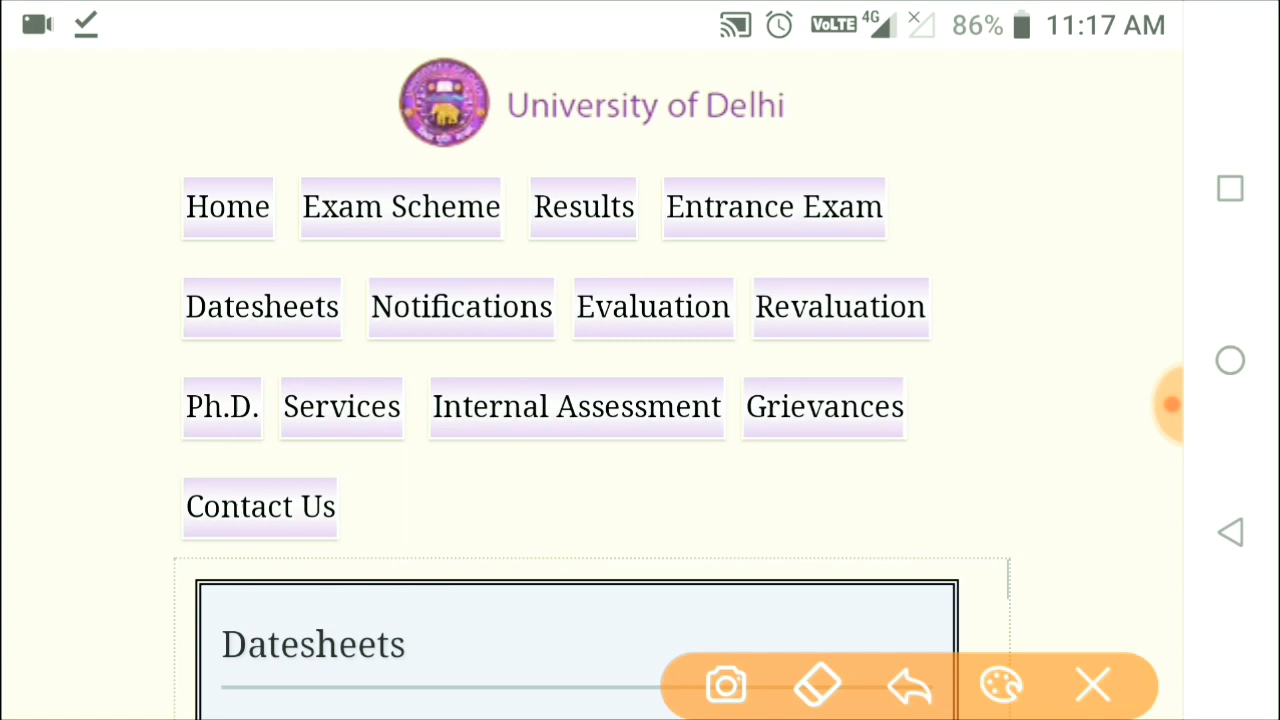 VoLTE 4G 86% 11:17 AM
University of Delhi
Home Exam Scheme Results Entrance Exam
Datesheets Notifications Evaluation Revaluation
Ph.D. Services Internal Assessment Grievances
Contact Us
Datesheets